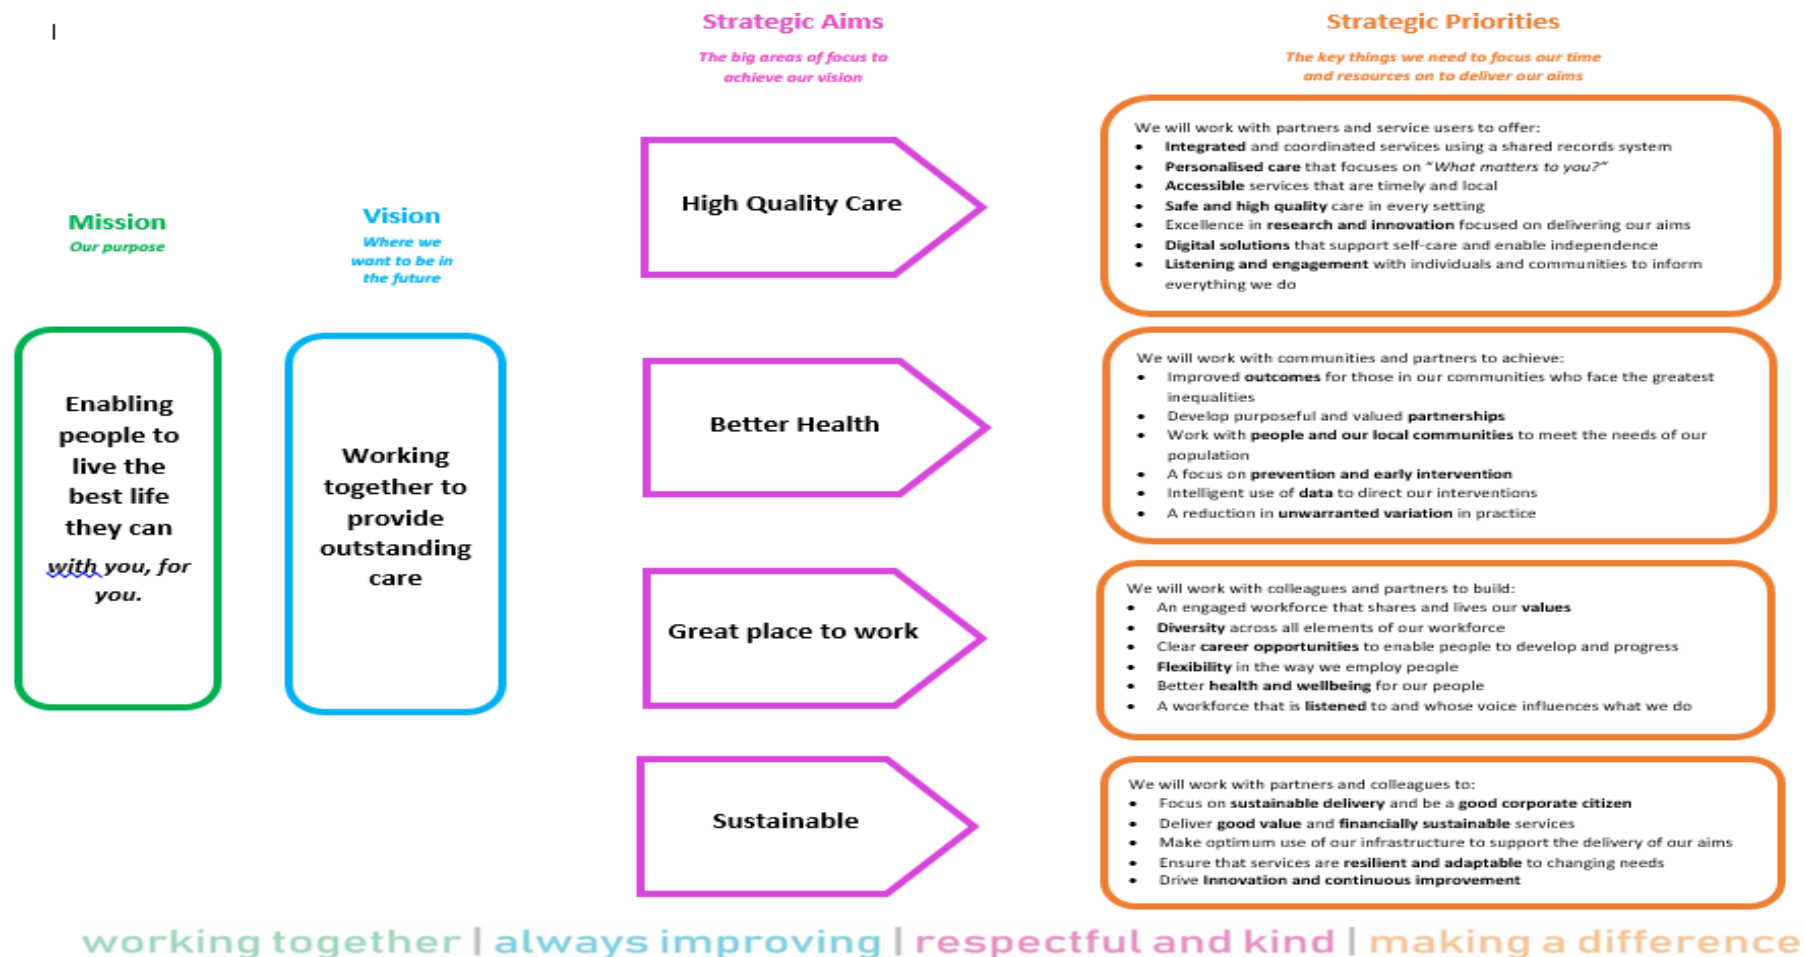 Mission
Our purpose
Enabling
people to
live the
best life
they can
with you, for
you.
Vision
Where we
want to be in
the future
Working
together to
provide
outstanding
care
Strategic Aims
The big areas of focus to
achieve our vision
High Quality Care
Better Health
Great place to work
Sustainable
Strategic Priorities
The key things we need to focus our time
and resources on to deliver our aims
We will work with partners and service users to offer:
• Integrated and coordinated services using a shared records system
• Personalised care that focuses on “What matters to you?”
• Accessible services that are timely and local
• Safe and high quality care in every setting
• Excellence in research and innovation focused on delivering our aims
• Digital solutions that support self-care and enable independence
• Listening and engagement with individuals and communities to inform
everything we do
We will work with communities and partners to achieve:
• Improved outcomes for those in our communities who face the greatest
inequalities
• Develop purposeful and valued partnerships
• Work with people and our local communities to meet the needs of our
population
• A focus on prevention and early intervention
• Intelligent use of data to direct our interventions
• A reduction in unwarranted variation in practice
We will work with colleagues and partners to build:
• An engaged workforce that shares and lives our values
• Diversity across all elements of our workforce
• Clear career opportunities to enable people to develop and progress
• Flexibility in the way we employ people
• Better health and wellbeing for our people
• A workforce that is listened to and whose voice influences what we do
We will work with partners and colleagues to:
• Focus on sustainable delivery and be a good corporate citizen
• Deliver good value and financially sustainable services
• Make optimum use of our infrastructure to support the delivery of our aims
• Ensure that services are resilient and adaptable to changing needs
• Drive Innovation and continuous improvement
working together | always improving | respectful and kind | making a difference